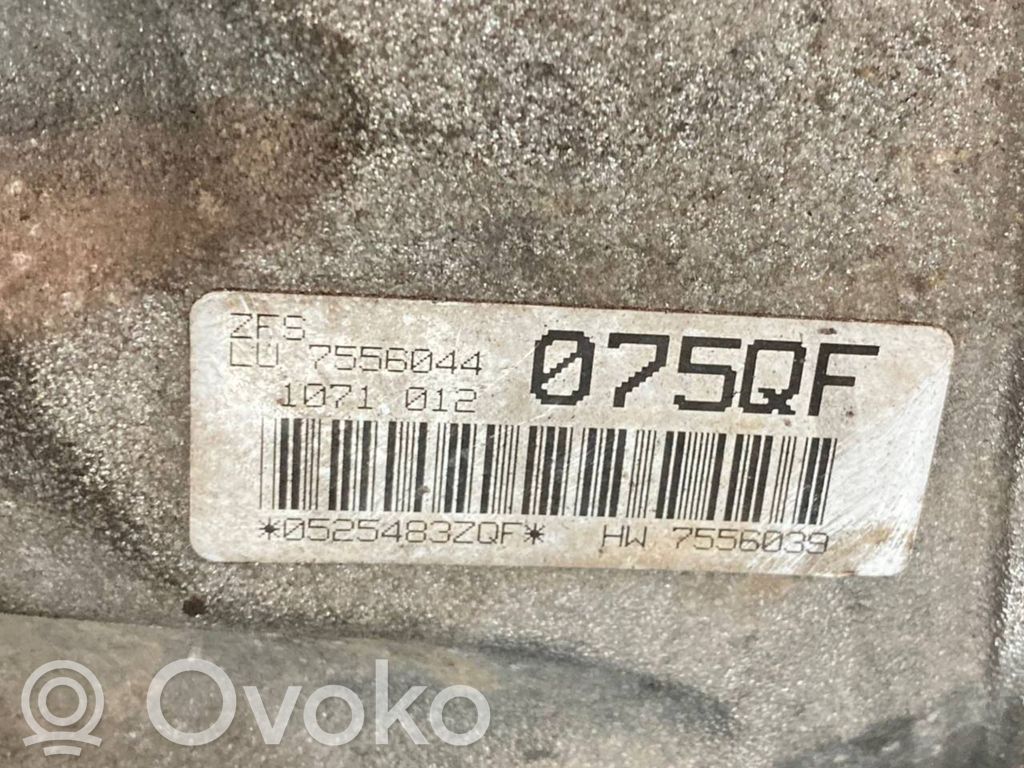 ZFS
LU 7556044
1071 012
075QF
*0525483ZQF* HW 7556039
Ovoko